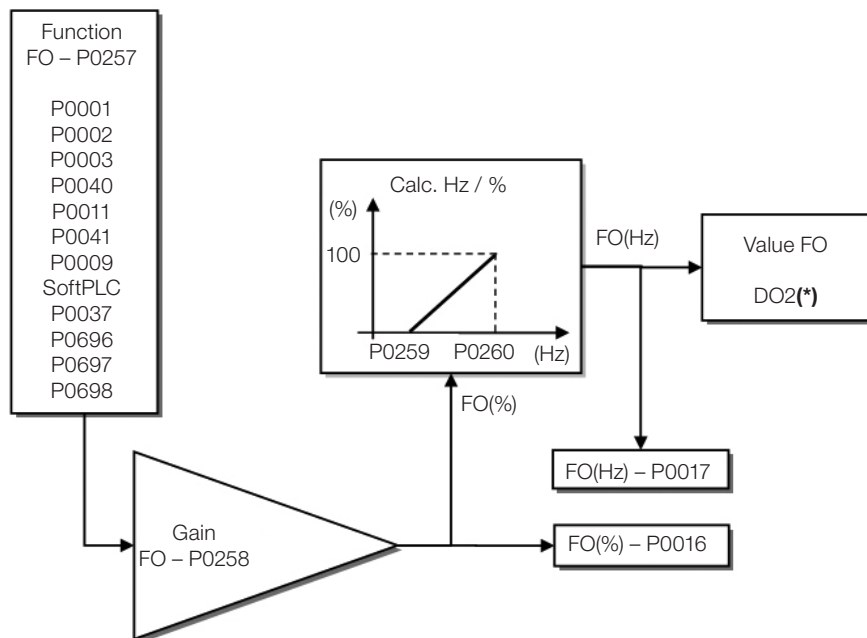 Function
FO – P0257
P0001
P0002
P0003
P0040
P0011
P0041
P0009
SoftPLC
P0037
P0696
P0697
P0698
Gain
FO – P0258
Calc. Hz / %
(%)
100
P0259 P0260 (Hz)
FO(%)
FO(Hz)
Value FO
DO2(*)
FO(Hz) – P0017
FO(%) – P0016